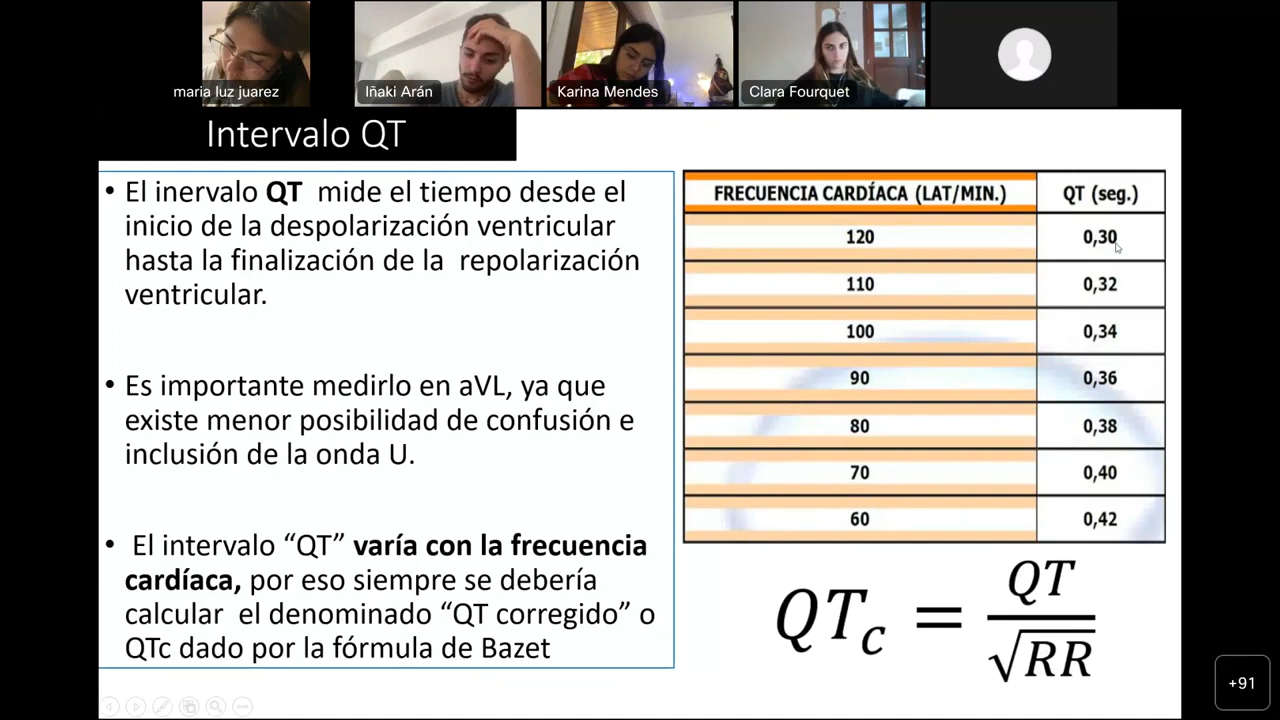 maria luz juarez
Iñaki Arán
Karina Mendes
Clara Fourquet
Intervalo QT
• El inervalo QT mide el tiempo desde el
inicio de la despolarización ventricular
hasta la finalización de la repolarización
ventricular.
• Es importante medirlo en aVL, ya que
existe menor posibilidad de confusión e
inclusión de la onda U.
• El intervalo “QT” varía con la frecuencia
cardíaca, por eso siempre se debería
calcular el denominado “QT corregido” o
QTc dado por la fórmula de Bazet
FRECUENCIA CARDÍACA (LAT/MIN.) QT (seg.)
120 0,30
110 0,32
100 0,34
90 0,36
80 0,38
70 0,40
60 0,42
QTc = QT / √RR
+91